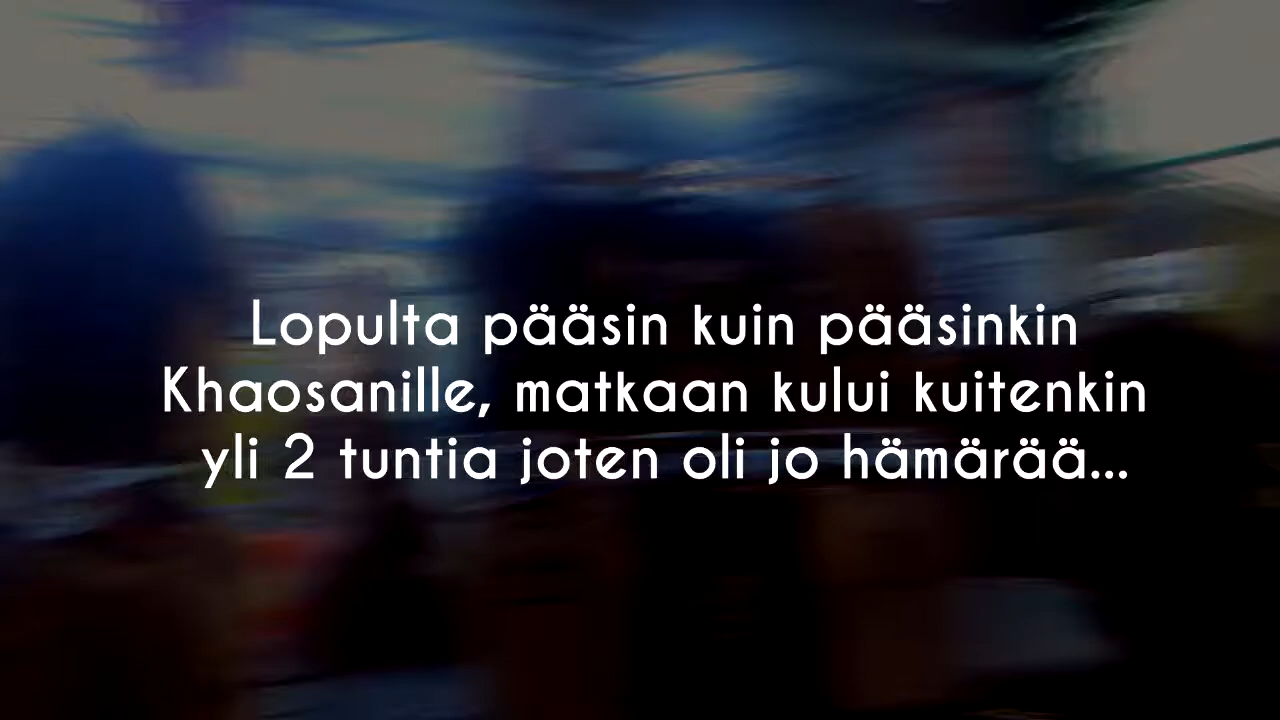 Lopulta pääsin kuin pääsinkin
Khaosanille, matkaan kului kuitenkin
yli 2 tuntia joten oli jo hämärää...